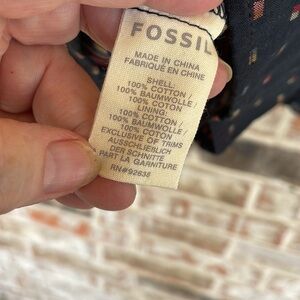 FOSSIL
MADE IN CHINA
FABRIQUÉ EN CHINE
SHELL:
100% COTTON /
100% BAUMWOLLE /
100% COTON
LINING:
100% COTTON /
100% BAUMWOLLE /
100% COTON
EXCLUSIVE OF TRIMS
AUSSCHLIEBLICH
DER SCHNITTE
PART LA GARNITURE
RN#92638